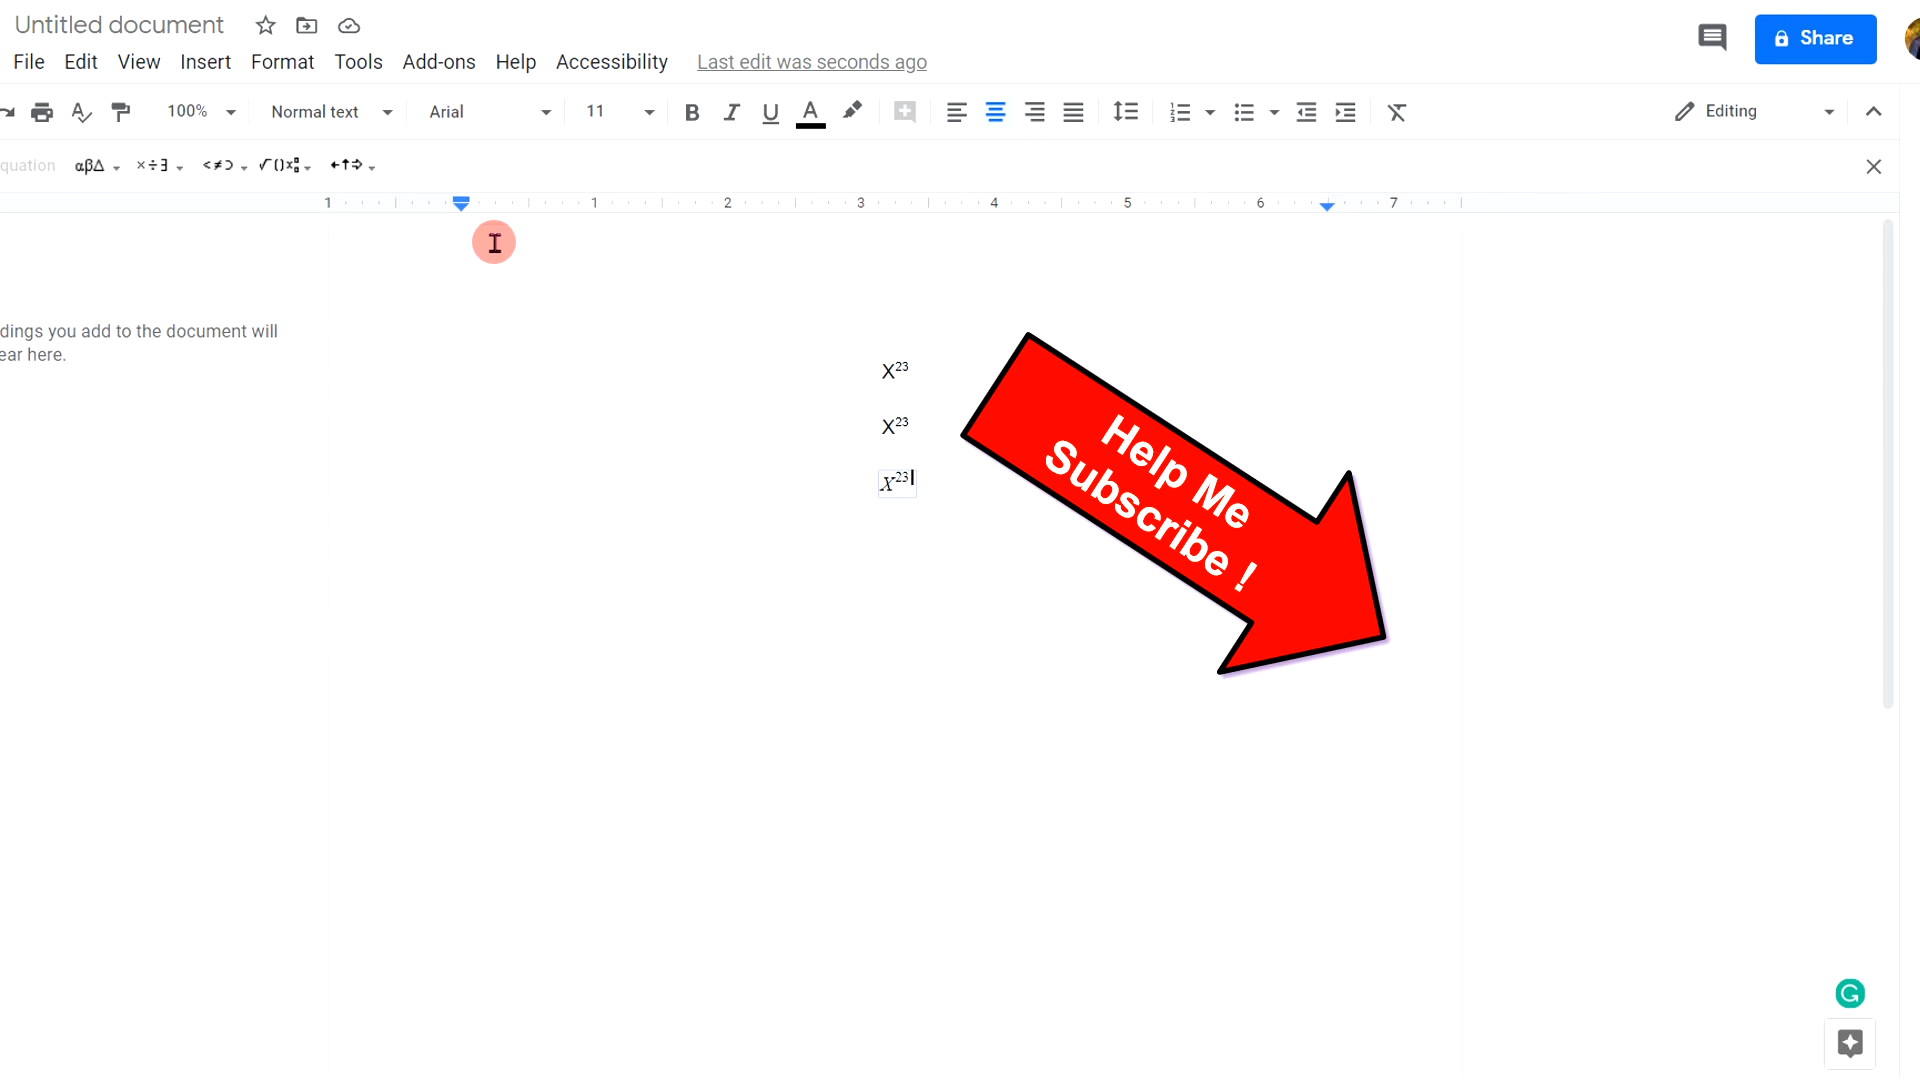 Untitled document
File Edit View Insert Format Tools Add-ons Help Accessibility Last edit was seconds ago
Share
100% Normal text Arial 11 B I U A Editing
quation αβΔ ×÷∃ <≠⊃ √()x ←↑⇒
1 1 2 3 4 5 6 7
dings you add to the document will
ear here.
X²³
X²³
X²³
Help Me
Subscribe !